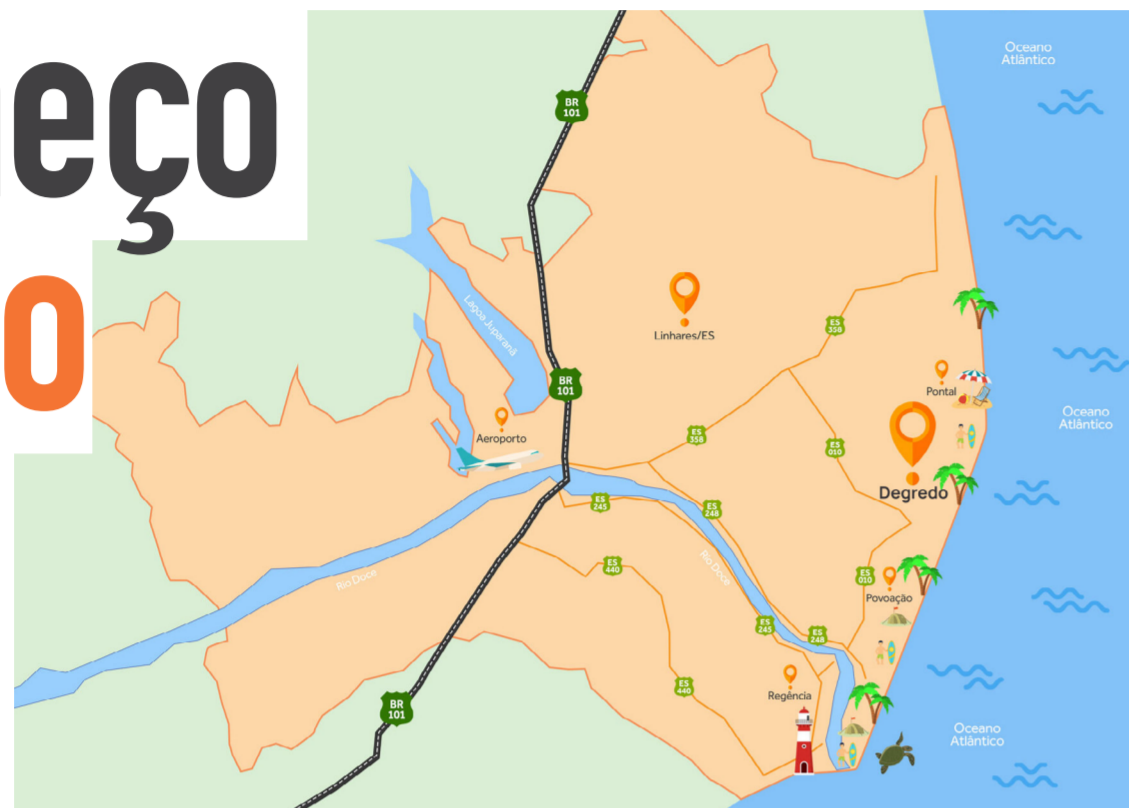 eço
o
Oceano
Atlântico
BR
101
Lagoa Juparanã
Linhares/ES
ES
358
BR
101
Pontal
Oceano
Atlântico
Aeroporto
ES
358
ES
010
Degredo
ES
245
ES
248
Rio Doce
ES
440
Rio Doce
ES
010
Povoação
ES
245
ES
248
ES
440
Regência
BR
101
Oceano
Atlântico